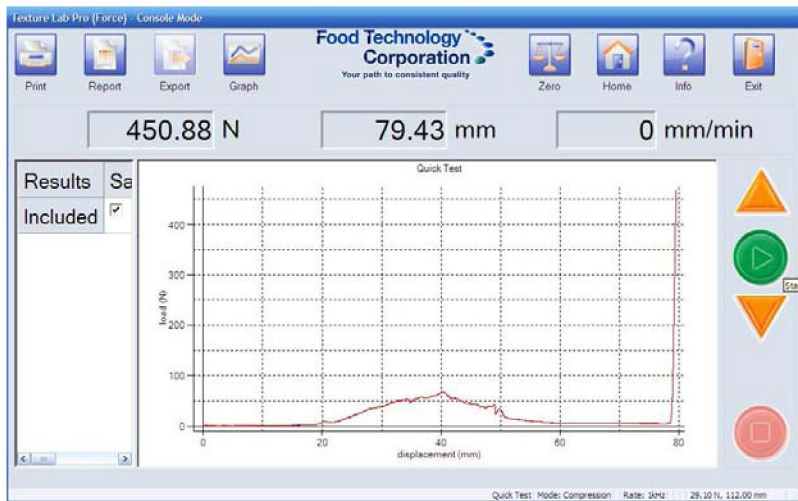 Texture Lab Pro (Force) - Console Mode
Print Report Export Graph
Food Technology
Corporation
Your path to consistent quality
Zero Home Info Exit
450.88 N 79.43 mm 0 mm/min
Results Sa
Included
Quick Test
load (N)
400
300
200
100
0
0 20 40 60 80
displacement (mm)
Sta
Quick Test Mode: Compression Rate: 1kHz 29.10 N, 112.00 mm